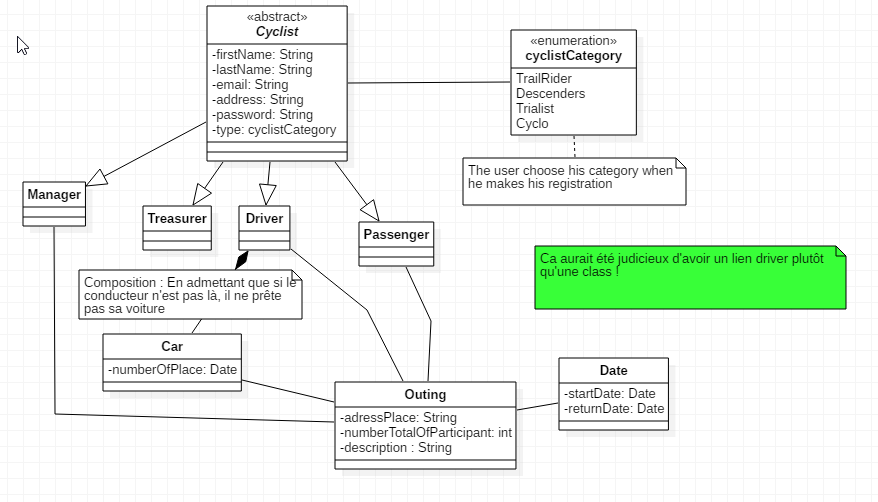 «abstract»
Cyclist
-firstName: String
-lastName: String
-email: String
-address: String
-password: String
-type: cyclistCategory
«enumeration»
cyclistCategory
TrailRider
Descenders
Trialist
Cyclo
The user choose his category when
he makes his registration
Manager
Treasurer
Driver
Passenger
Ca aurait été judicieux d'avoir un lien driver plutôt
qu'une class !
Composition : En admettant que si le
conducteur n'est pas là, il ne prête
pas sa voiture
Car
-numberOfPlace: Date
Outing
-adressPlace: String
-numberTotalOfParticipant: int
-description : String
Date
-startDate: Date
-returnDate: Date